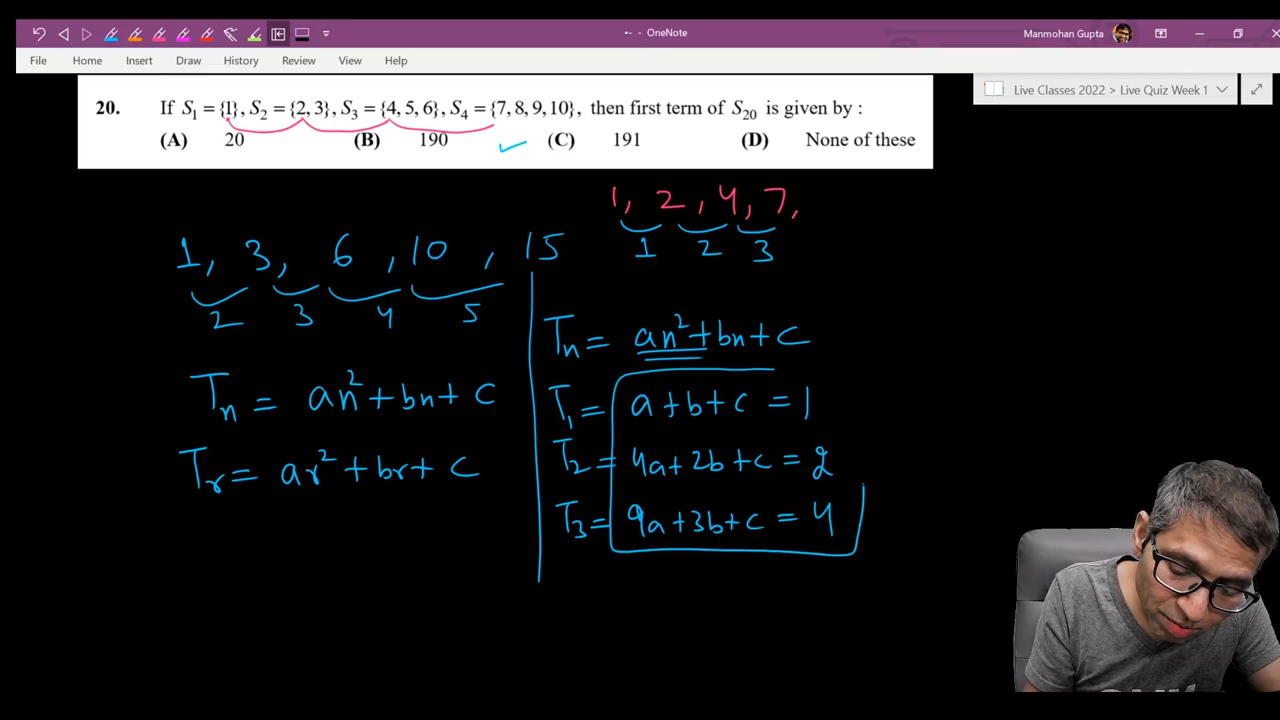 •- OneNote
Manmohan Gupta
File Home Insert Draw History Review View Help
Live Classes 2022 > Live Quiz Week 1
20. If S₁ = {1}, S₂ = {2, 3}, S₃ = {4, 5, 6}, S₄ = {7, 8, 9, 10}, then first term of S₂₀ is given by :
(A) 20 (B) 190 (C) 191 (D) None of these
1, 2, 4, 7,
1 2 3
1, 3, 6, 10, 15
2 3 4 5
Tₙ = an² + bn + c
Tᵣ = ar² + br + c
Tₙ = an² + bn + c
T₁ = a + b + c = 1
T₂ = 4a + 2b + c = 2
T₃ = 9a + 3b + c = 4